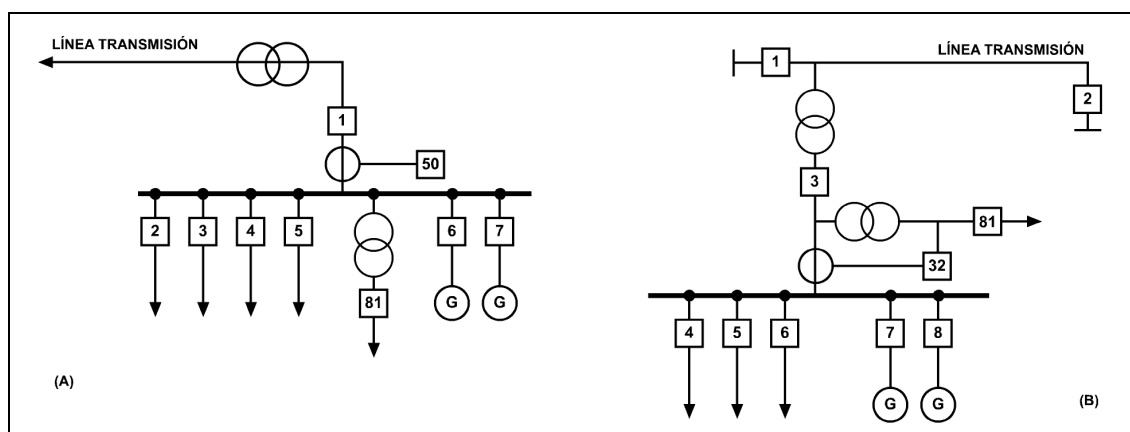 LÍNEA TRANSMISIÓN
1
50
2 3 4 5 6 7
81
G G
(A)
LÍNEA TRANSMISIÓN
1
2
3
81
32
4 5 6 7 8
G G
(B)